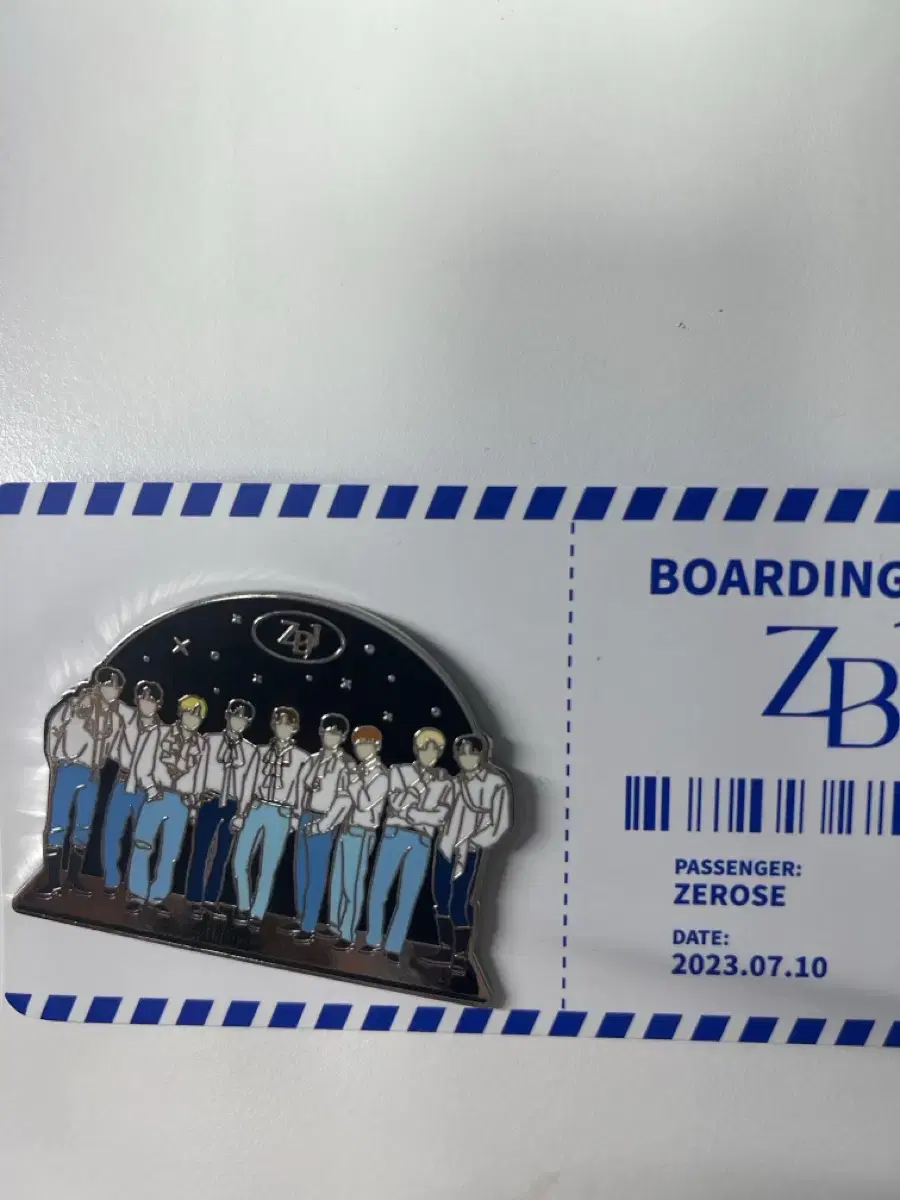 ZB1
BOARDING
ZB
PASSENGER:
ZEROSE
DATE:
2023.07.10